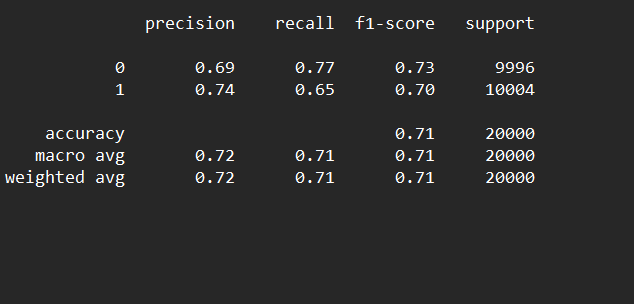 precision recall f1-score support
0 0.69 0.77 0.73 9996
1 0.74 0.65 0.70 10004
accuracy 0.71 20000
macro avg 0.72 0.71 0.71 20000
weighted avg 0.72 0.71 0.71 20000